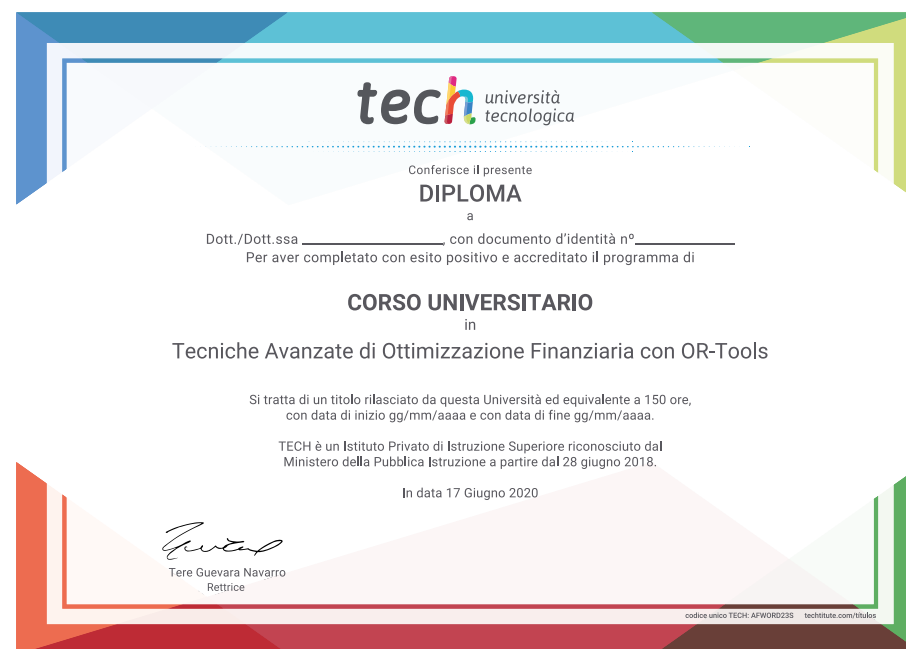 tech università
tecnologica
Conferisce il presente
DIPLOMA
a
Dott./Dott.ssa ____________________, con documento d'identità nº______________
Per aver completato con esito positivo e accreditato il programma di
CORSO UNIVERSITARIO
in
Tecniche Avanzate di Ottimizzazione Finanziaria con OR-Tools
Si tratta di un titolo rilasciato da questa Università ed equivalente a 150 ore,
con data di inizio gg/mm/aaaa e con data di fine gg/mm/aaaa.
TECH è un Istituto Privato di Istruzione Superiore riconosciuto dal
Ministero della Pubblica Istruzione a partire dal 28 giugno 2018.
In data 17 Giugno 2020
Tere Guevara Navarro
Rettrice
codice unico TECH: AFWORD23S techtitute.com/titulos